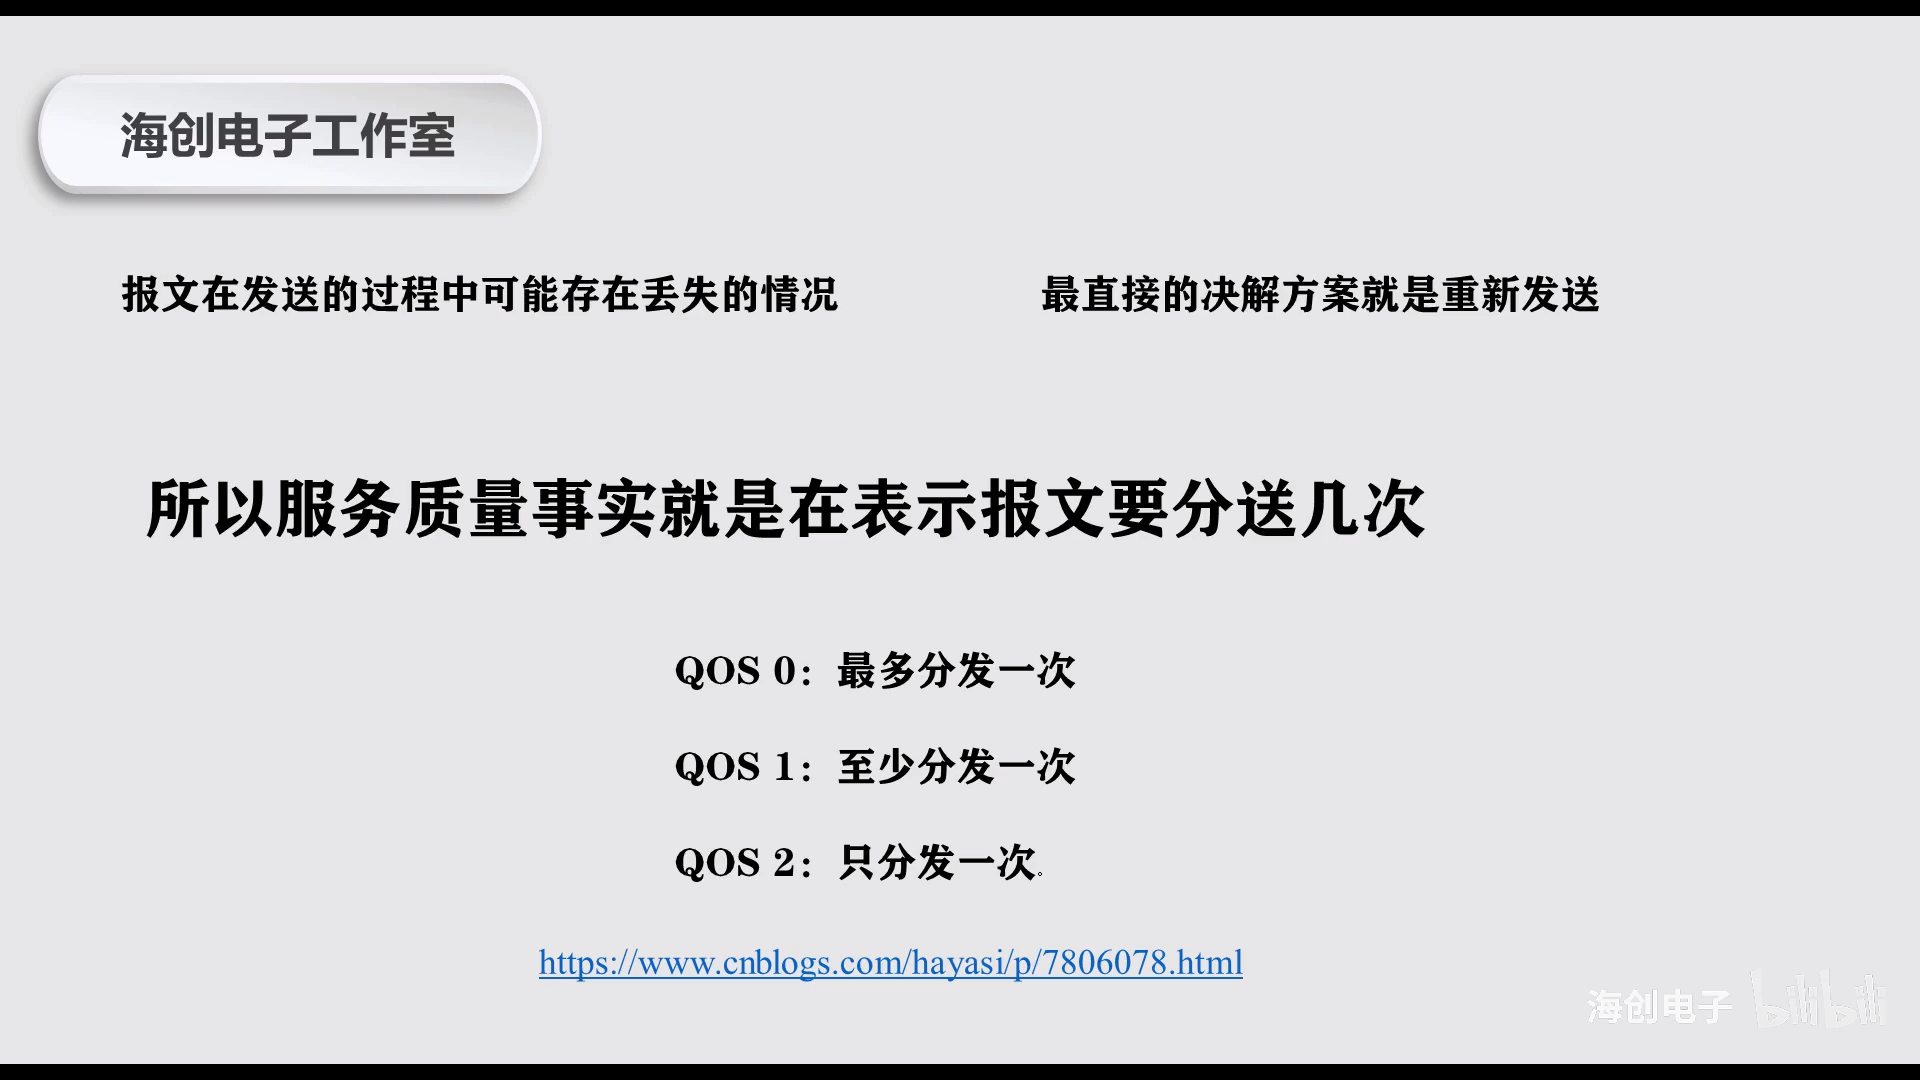 海创电子工作室
报文在发送的过程中可能存在丢失的情况
最直接的决解方案就是重新发送
所以服务质量事实就是在表示报文要分送几次
QOS 0：最多分发一次
QOS 1：至少分发一次
QOS 2：只分发一次。
https://www.cnblogs.com/hayasi/p/7806078.html
海创电子 bilibili